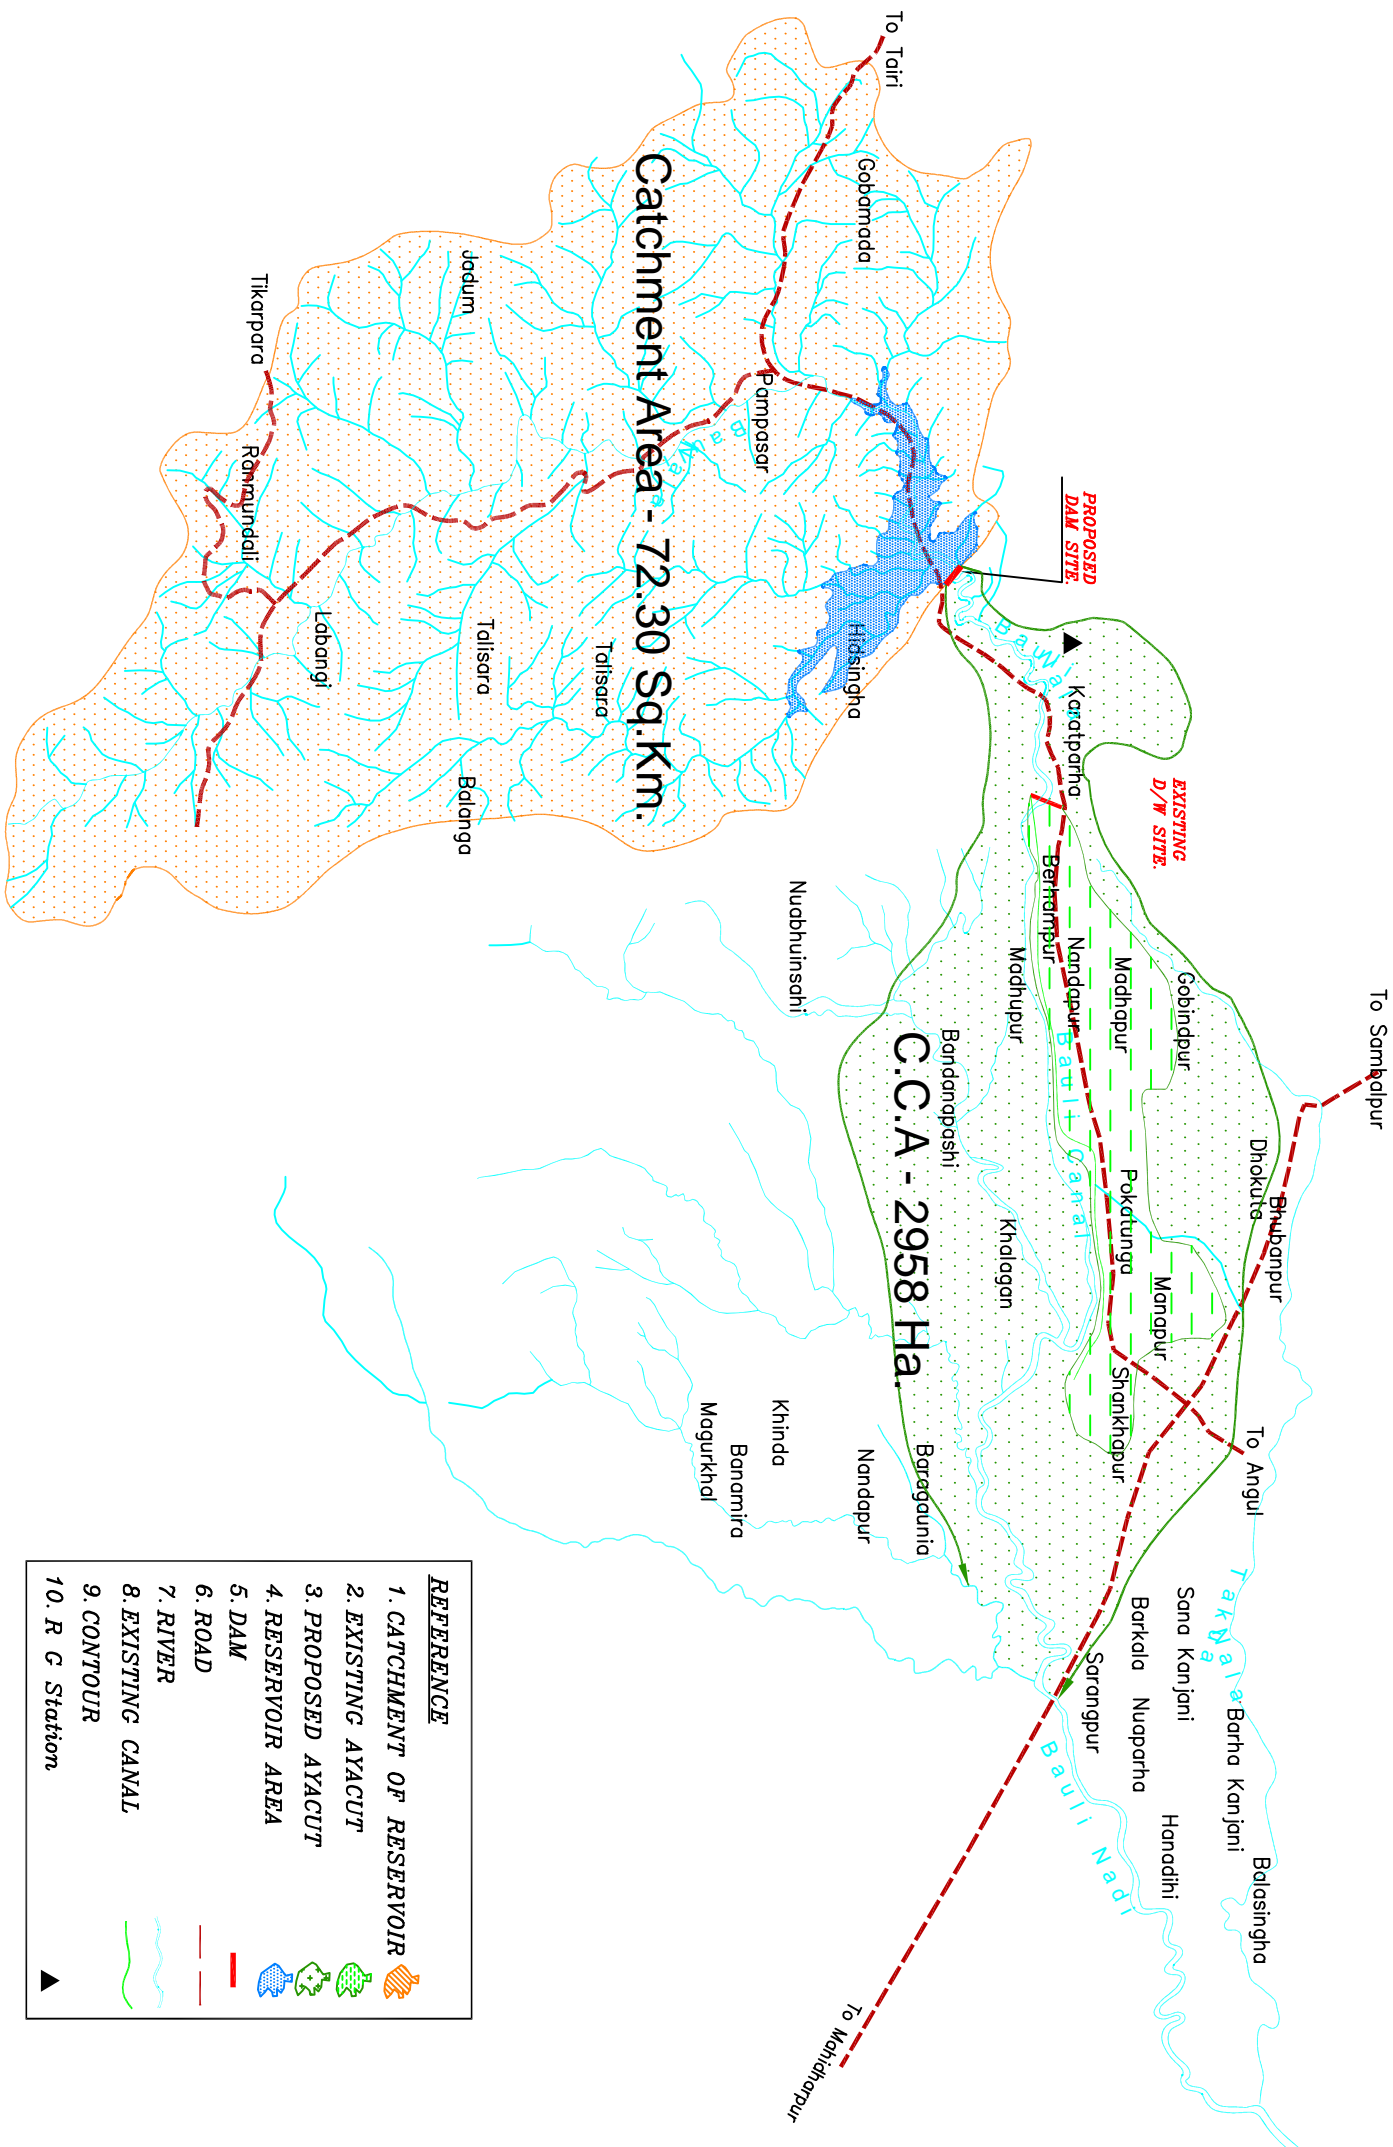 To Tairi
Gobamada
Catchment Area - 72.30 Sq.Km.
Jadum
Tikarpara
Ranmundali
Pampasar
PROPOSED
DAM SITE.
Hidsingha
Labangi
Talisara
Talisara
Balanga
Karatparha
EXISTING
D/W SITE.
Berhampur
Nandapur
Madhapur
Gobindpur
Madhupur
Nuabhuinsahi
Bandanapashi
To Sambalpur
Bauli Canal
C.C.A - 2958 Ha.
Dhokuta
Bhubanpur
Pokatunga
Manapur
Khalagan
Shankhapur
To Angul
Baragaunia
Nandapur
Khinda
Banamira
Magurkhal
Sana Kanjani
Barkala
Nuaparha
Sarangpur
Barha Kanjani
Hanadihi
Balasingha
Bauli Nadi
To Mahidharpur
REFERENCE
1. CATCHMENT OF RESERVOIR
2. EXISTING AYACUT
3. PROPOSED AYACUT
4. RESERVOIR AREA
5. DAM
6. ROAD
7. RIVER
8. EXISTING CANAL
9. CONTOUR
10. R G Station